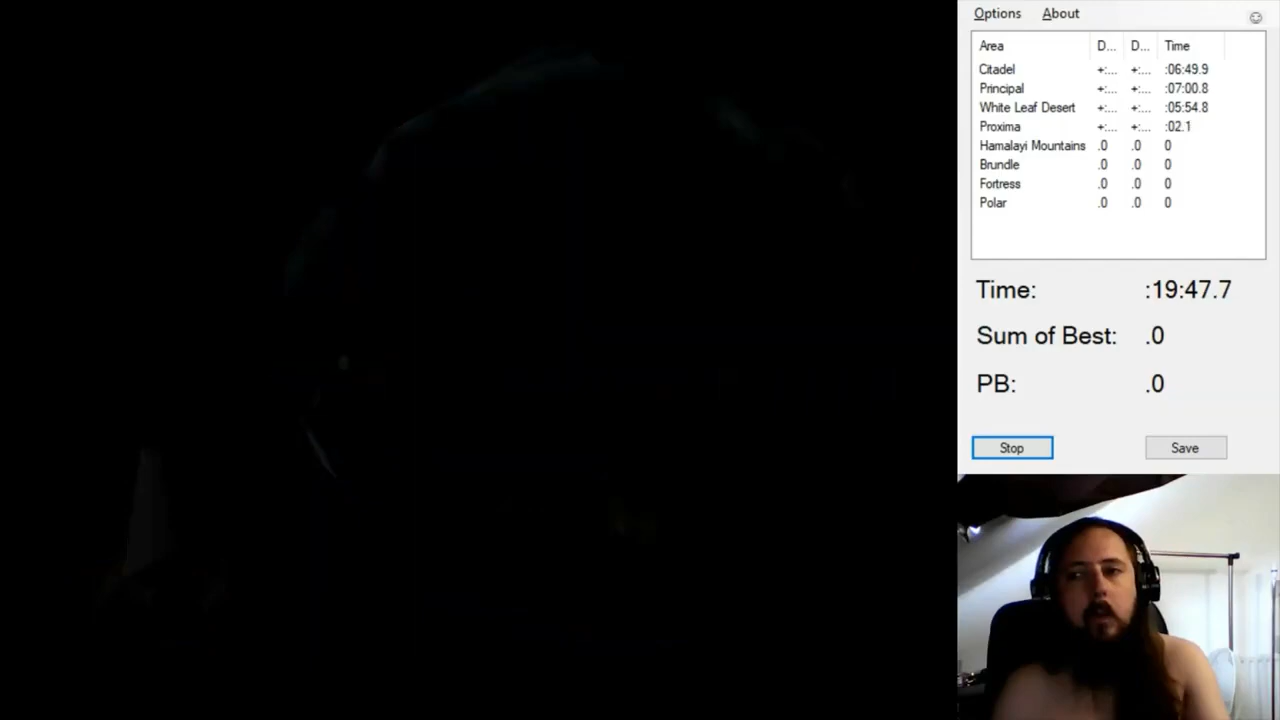 Options About
Area D... D... Time
Citadel +:... +:... :06:49.9
Principal +:... +:... :07:00.8
White Leaf Desert +:... +:... :05:54.8
Proxima +:... +:... :02.1
Hamalayi Mountains .0 .0 0
Brundle .0 .0 0
Fortress .0 .0 0
Polar .0 .0 0
Time: :19:47.7
Sum of Best: .0
PB: .0
Stop Save